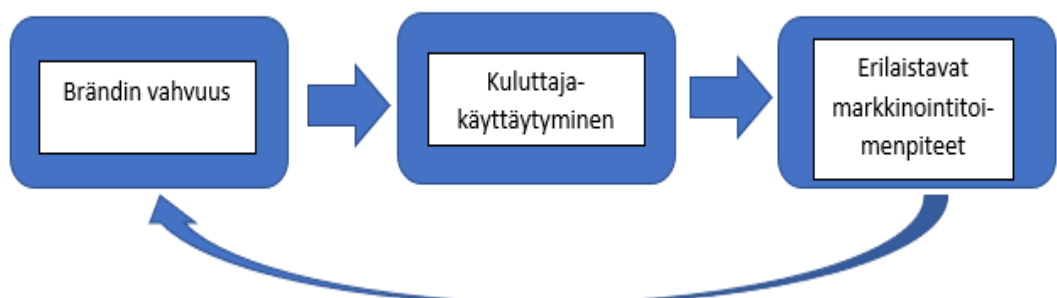 Brändin vahvuus
Kuluttaja-
käyttäytyminen
Erilaistavat
markkinointitoi-
menpiteet